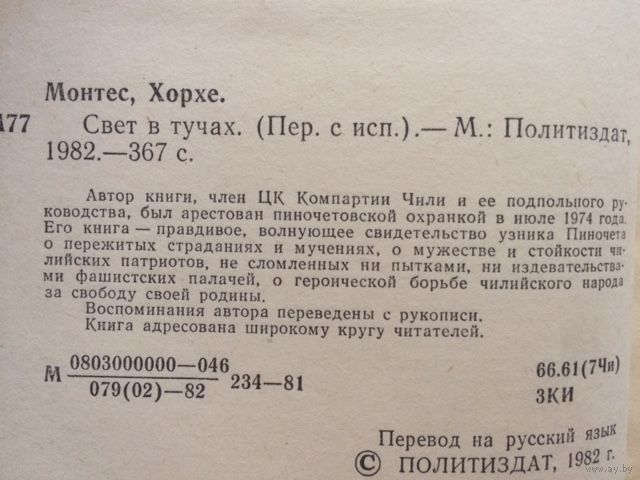 Монтес, Хорхе.
М77 Свет в тучах. (Пер. с исп.).— М.: Политиздат,
1982.—367 с.
Автор книги, член ЦК Компартии Чили и ее подпольного ру-
ководства, был арестован пиночетовской охранкой в июле 1974 года.
Его книга — правдивое, волнующее свидетельство узника Пиночета
о пережитых страданиях и мучениях, о мужестве и стойкости чи-
лийских патриотов, не сломленных ни пытками, ни издевательства-
ми фашистских палачей, о героической борьбе чилийского народа
за свободу своей родины.
Воспоминания автора переведены с рукописи.
Книга адресована широкому кругу читателей.
М 0803000000—046
079(02)—82 234—81
66.61(7Чи)
3КИ
Перевод на русский язык
© ПОЛИТИЗДАТ, 1982 г.
www.ay.by